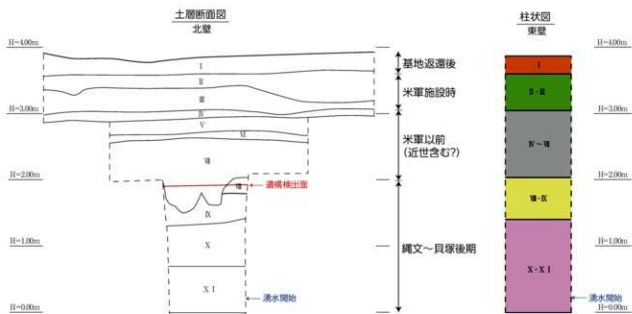 土層断面図
北壁
柱状図
東壁
H=4.00m
H=3.00m
H=2.00m
H=1.00m
H=0.00m
Ⅰ
Ⅱ
Ⅲ
Ⅳ
Ⅴ
Ⅵ
Ⅶ
Ⅷ
Ⅸ
Ⅹ
ⅩⅠ
遺構検出面
湧水開始
基地返還後
米軍施設時
米軍以前
(近世含む?)
縄文～貝塚後期
H=4.00m
H=3.00m
H=2.00m
H=1.00m
H=0.00m
Ⅰ
Ⅱ・Ⅲ
Ⅳ～Ⅶ
Ⅷ・Ⅸ
Ⅹ・ⅩⅠ
湧水開始